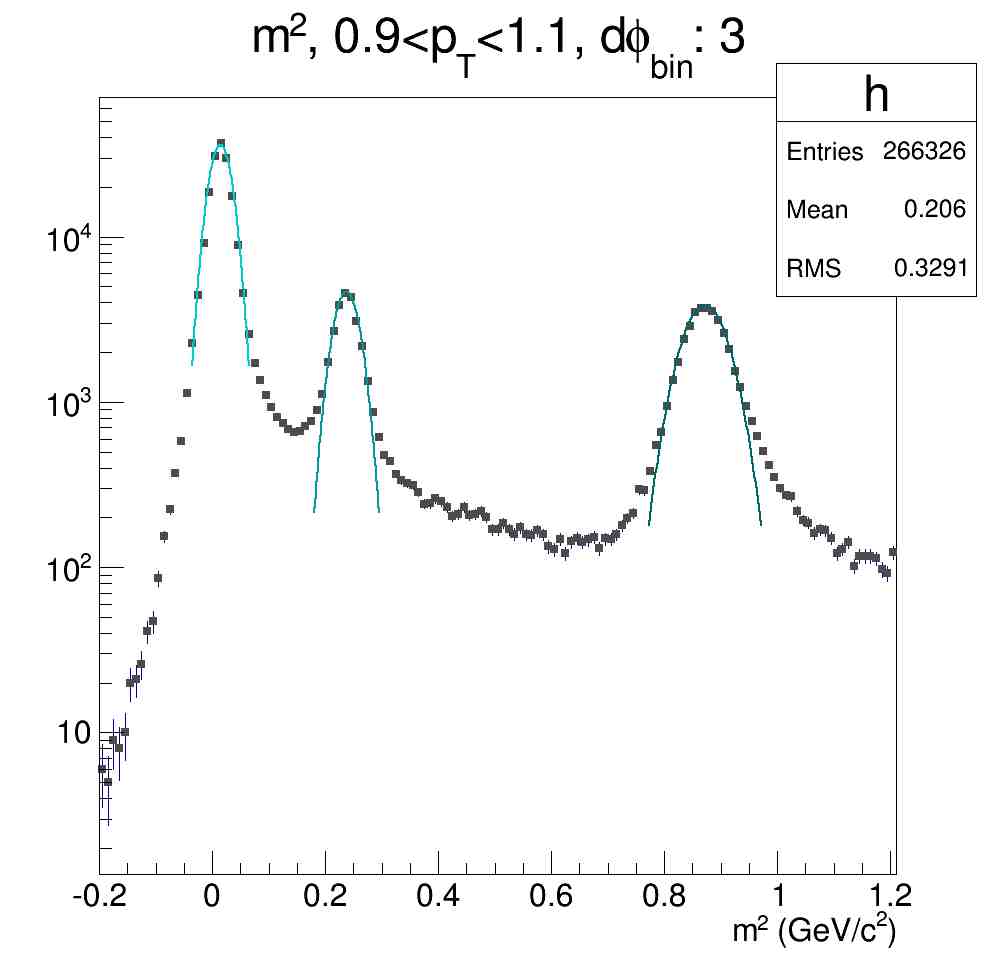 m², 0.9<p_T<1.1, dϕ_bin: 3
h
Entries 266326
Mean 0.206
RMS 0.3291
10⁴
10³
10²
10
-0.2 0 0.2 0.4 0.6 0.8 1 1.2
m² (GeV/c²)